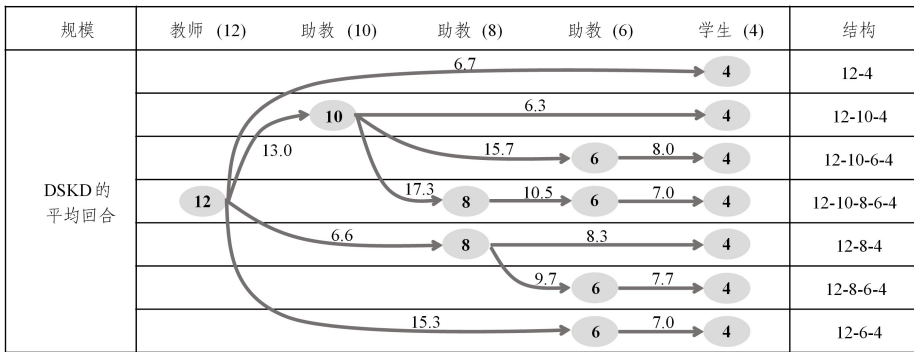 规模 教师 (12) 助教 (10) 助教 (8) 助教 (6) 学生 (4) 结构
6.7 4 12-4
10 6.3 4 12-10-4
13.0 15.7 6 8.0 4 12-10-6-4
DSKD的
平均回合
12 17.3 8 10.5 6 7.0 4 12-10-8-6-4
6.6 8 8.3 4 12-8-4
9.7 6 7.7 4 12-8-6-4
15.3 6 7.0 4 12-6-4